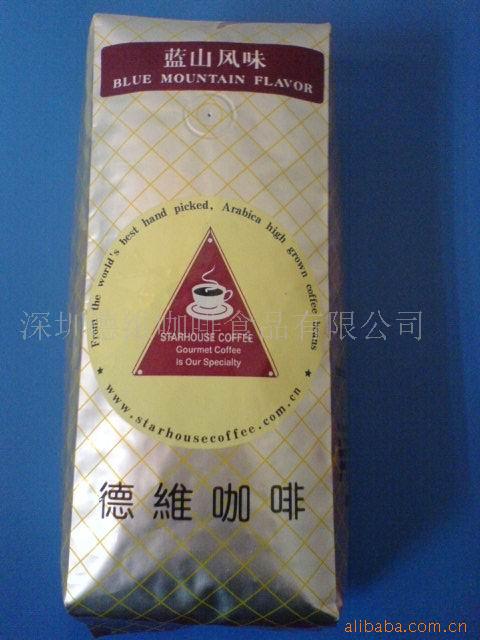 蓝山风味
BLUE MOUNTAIN FLAVOR
From the world's best hand picked, Arabica high grown coffee beans
STARHOUSE COFFEE
Gourmet Coffee
is Our Specialty
★ www.starhousecoffee.com.cn ★
深圳德维咖啡食品有限公司
德維咖啡
alibaba.com.cn